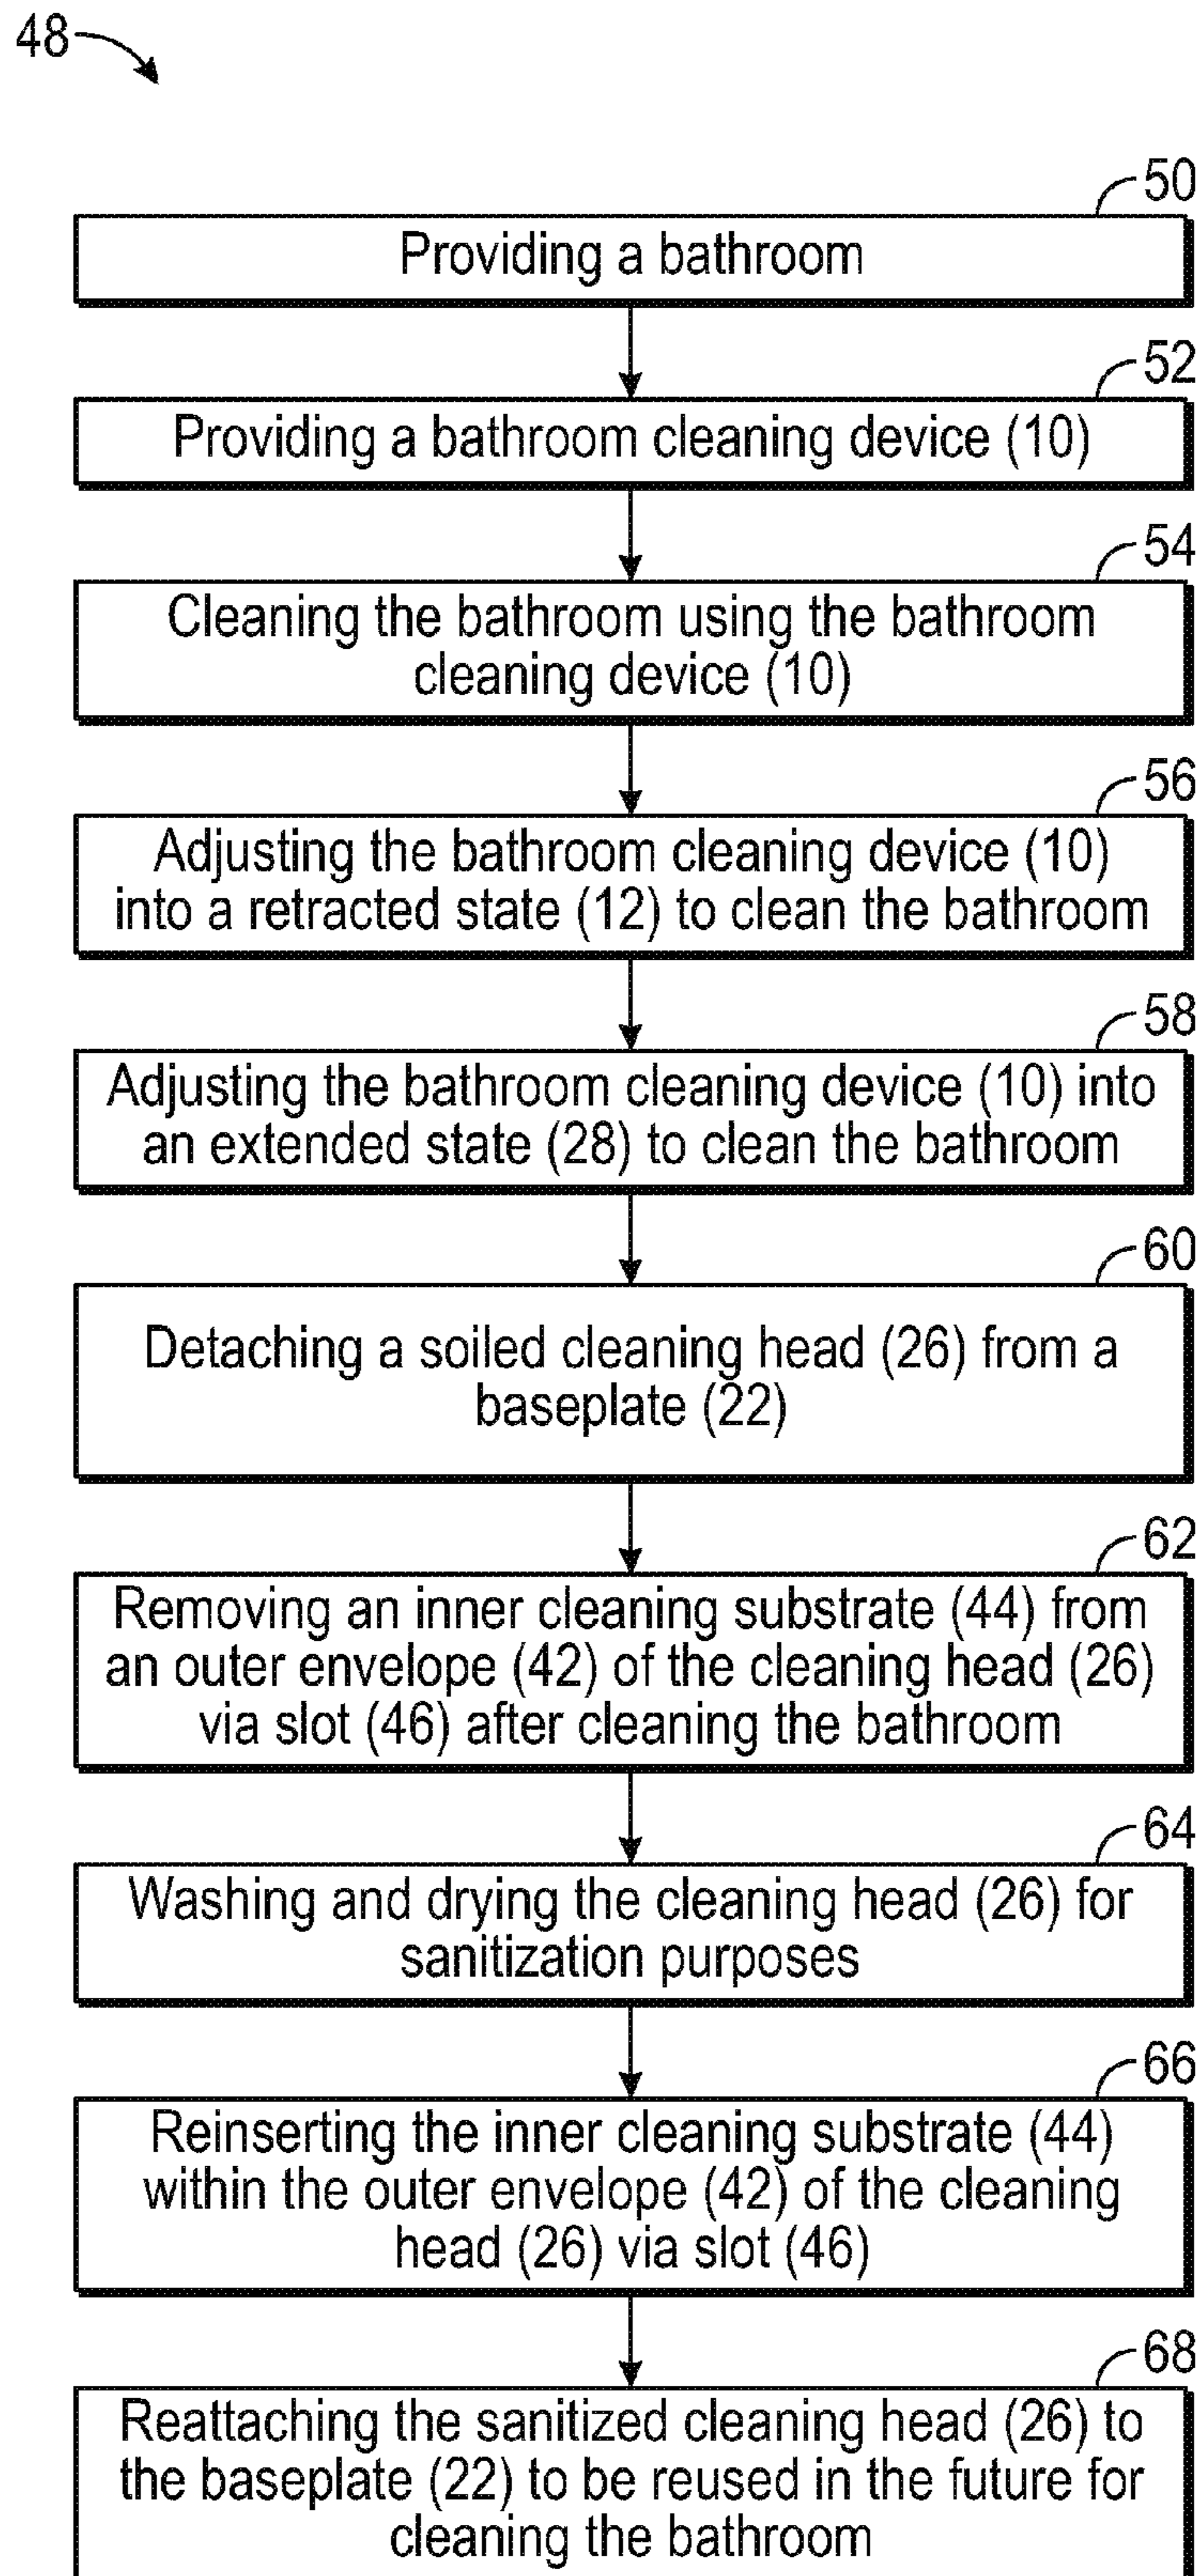 48
50
Providing a bathroom
52
Providing a bathroom cleaning device (10)
54
Cleaning the bathroom using the bathroom
cleaning device (10)
56
Adjusting the bathroom cleaning device (10)
into a retracted state (12) to clean the bathroom
58
Adjusting the bathroom cleaning device (10) into
an extended state (28) to clean the bathroom
60
Detaching a soiled cleaning head (26) from a
baseplate (22)
62
Removing an inner cleaning substrate (44) from
an outer envelope (42) of the cleaning head (26)
via slot (46) after cleaning the bathroom
64
Washing and drying the cleaning head (26) for
sanitization purposes
66
Reinserting the inner cleaning substrate (44)
within the outer envelope (42) of the cleaning
head (26) via slot (46)
68
Reattaching the sanitized cleaning head (26) to
the baseplate (22) to be reused in the future for
cleaning the bathroom